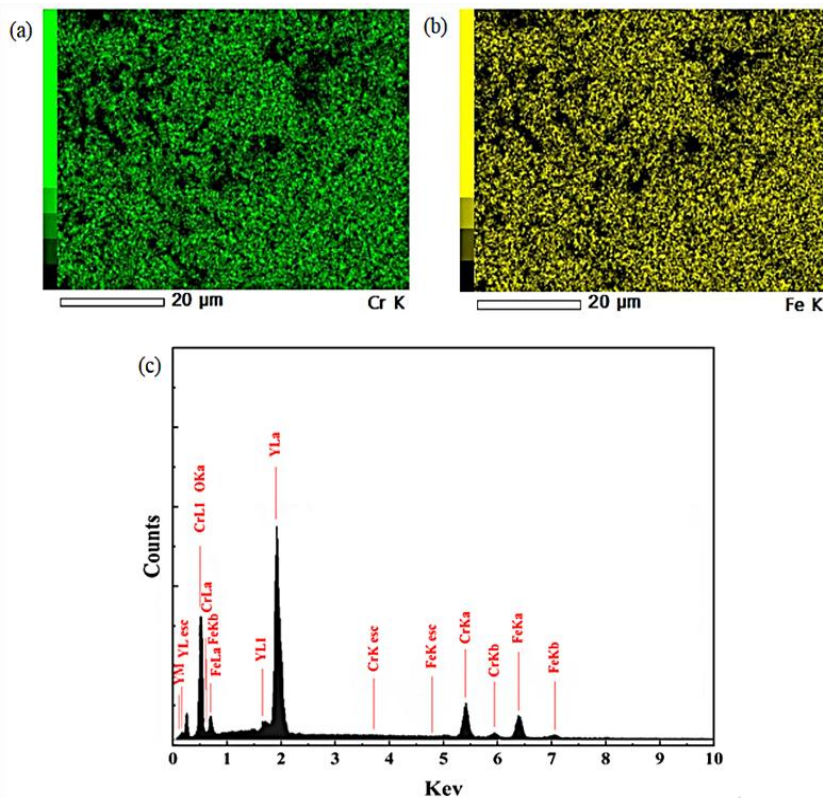 (a)
(b)
20 µm
Cr K
20 µm
Fe K
(c)
YM
YL esc
CrLl OKa
CrLa
FeKb
FeLa
YLl
YLa
CrK esc
FeK esc
CrKa
CrKb
FeKa
FeKb
Counts
0 1 2 3 4 5 6 7 8 9 10
Kev